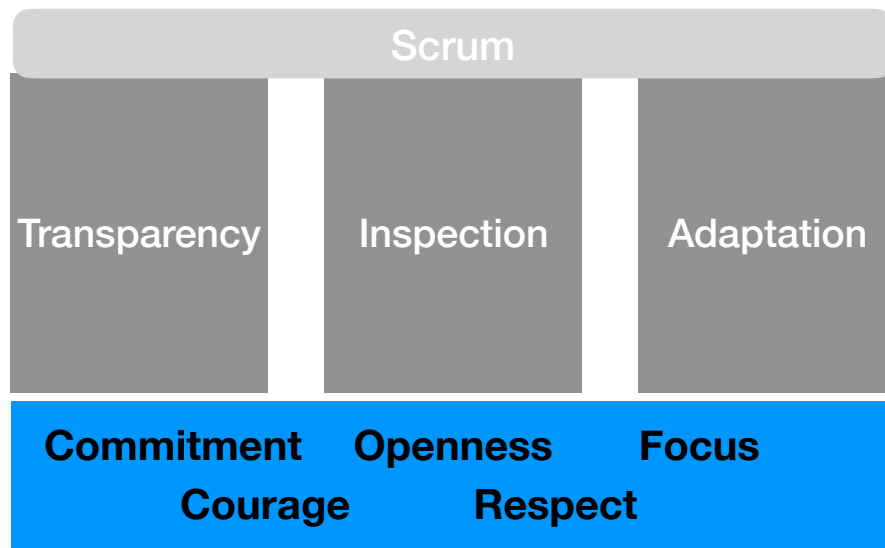 Scrum
Transparency Inspection Adaptation
Commitment Openness Focus
Courage Respect